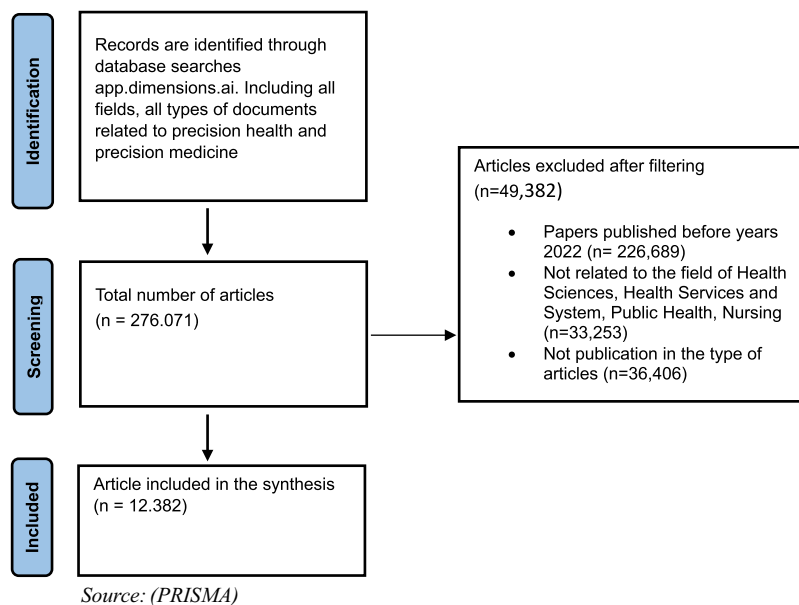 Identification
Records are identified through
database searches
app.dimensions.ai. Including all
fields, all types of documents
related to precision health and
precision medicine
Screening
Total number of articles
(n = 276.071)
Articles excluded after filtering
(n=49,382)
• Papers published before years
2022 (n= 226,689)
• Not related to the field of Health
Sciences, Health Services and
System, Public Health, Nursing
(n=33,253)
• Not publication in the type of
articles (n=36,406)
Included
Article included in the synthesis
(n = 12.382)
Source: (PRISMA)